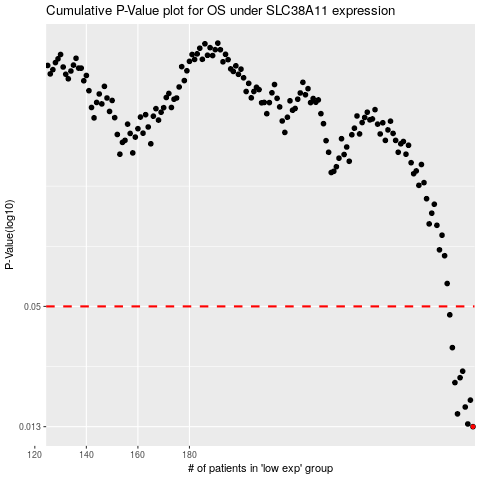 Cumulative P-Value plot for OS under SLC38A11 expression
P-Value(log10)
0.05
0.013
120 140 160 180
# of patients in 'low exp' group